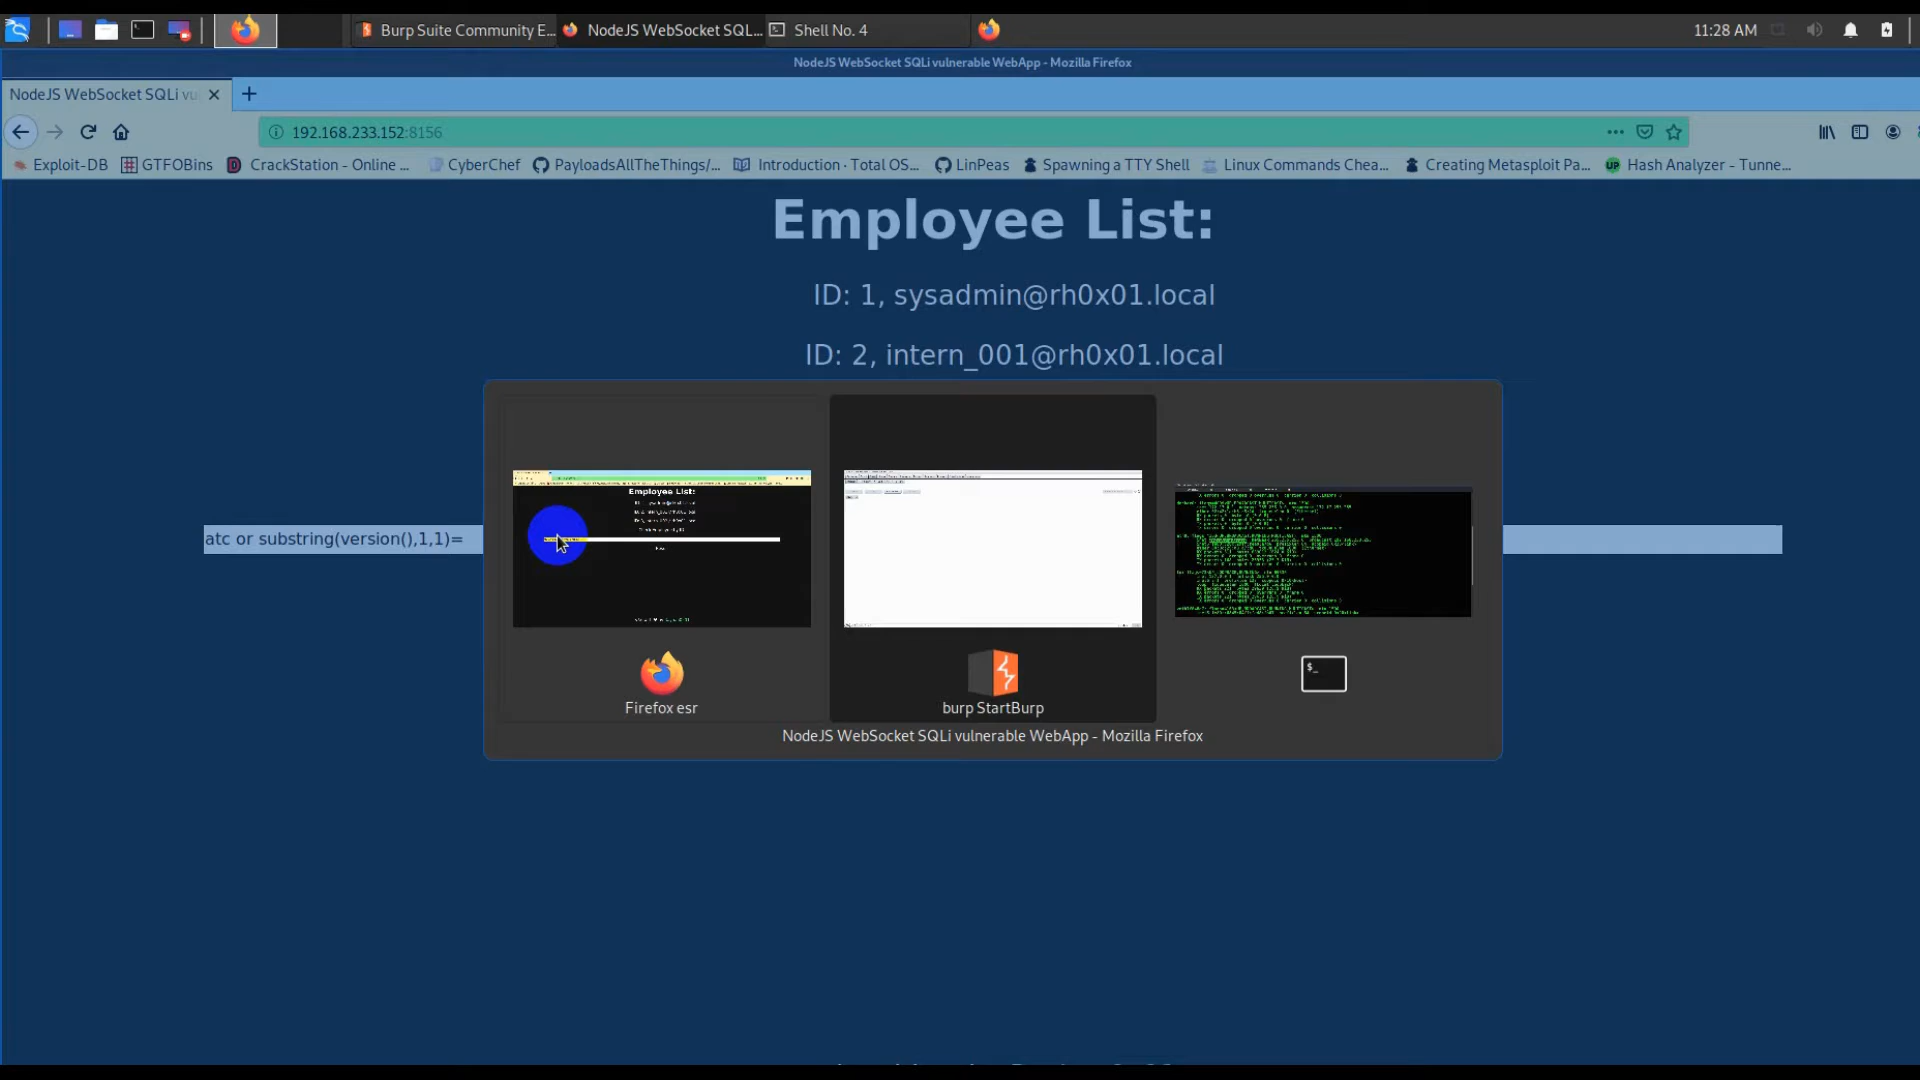 Burp Suite Community E...
NodeJS WebSocket SQL...
Shell No. 4
11:28 AM
NodeJS WebSocket SQLi vulnerable WebApp - Mozilla Firefox
NodeJS WebSocket SQLi vu
192.168.233.152:8156
Exploit-DB
GTFOBins
CrackStation - Online ...
CyberChef
PayloadsAllTheThings/...
Introduction · Total OS...
LinPeas
Spawning a TTY Shell
Linux Commands Chea...
Creating Metasploit Pa...
Hash Analyzer - Tunne...
Employee List:
ID: 1, sysadmin@rh0x01.local
ID: 2, intern_001@rh0x01.local
atc or substring(version(),1,1)=
Employee List:
Firefox esr
burp StartBurp
NodeJS WebSocket SQLi vulnerable WebApp - Mozilla Firefox